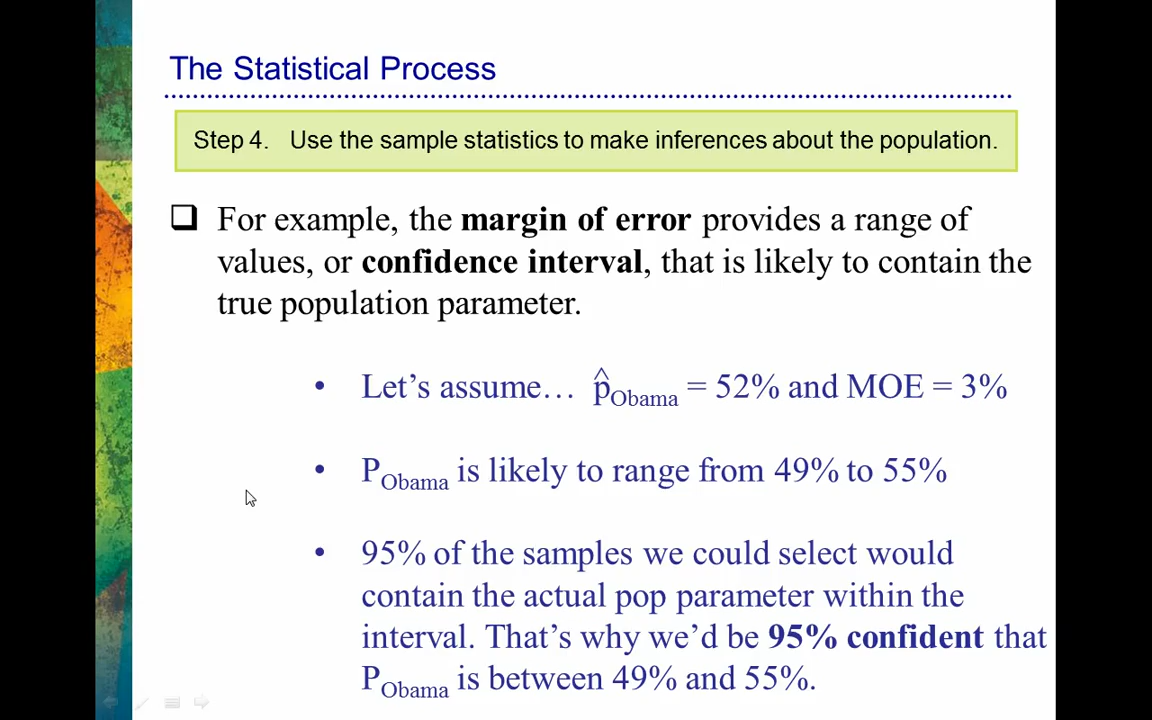 The Statistical Process
Step 4. Use the sample statistics to make inferences about the population.
❑ For example, the margin of error provides a range of
values, or confidence interval, that is likely to contain the
true population parameter.
• Let’s assume… p̂Obama = 52% and MOE = 3%
• PObama is likely to range from 49% to 55%
• 95% of the samples we could select would
contain the actual pop parameter within the
interval. That’s why we’d be 95% confident that
PObama is between 49% and 55%.